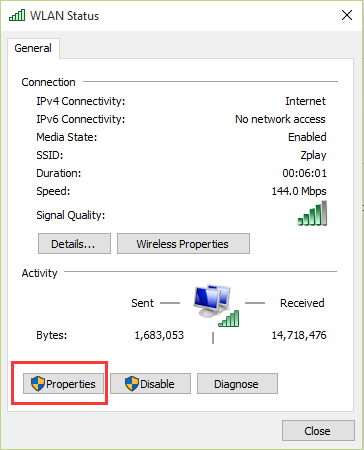 WLAN Status
General
Connection
IPv4 Connectivity: Internet
IPv6 Connectivity: No network access
Media State: Enabled
SSID: Zplay
Duration: 00:06:01
Speed: 144.0 Mbps
Signal Quality:
Details... Wireless Properties
Activity
Sent Received
Bytes: 1,683,053 14,718,476
Properties Disable Diagnose
Close